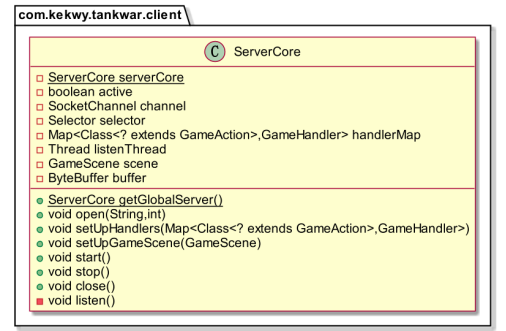 com.kekwy.tankwar.client
C ServerCore
ServerCore serverCore
boolean active
SocketChannel channel
Selector selector
Map<Class<? extends GameAction>,GameHandler> handlerMap
Thread listenThread
GameScene scene
ByteBuffer buffer
ServerCore getGlobalServer()
void open(String,int)
void setUpHandlers(Map<Class<? extends GameAction>,GameHandler>)
void setUpGameScene(GameScene)
void start()
void stop()
void close()
void listen()